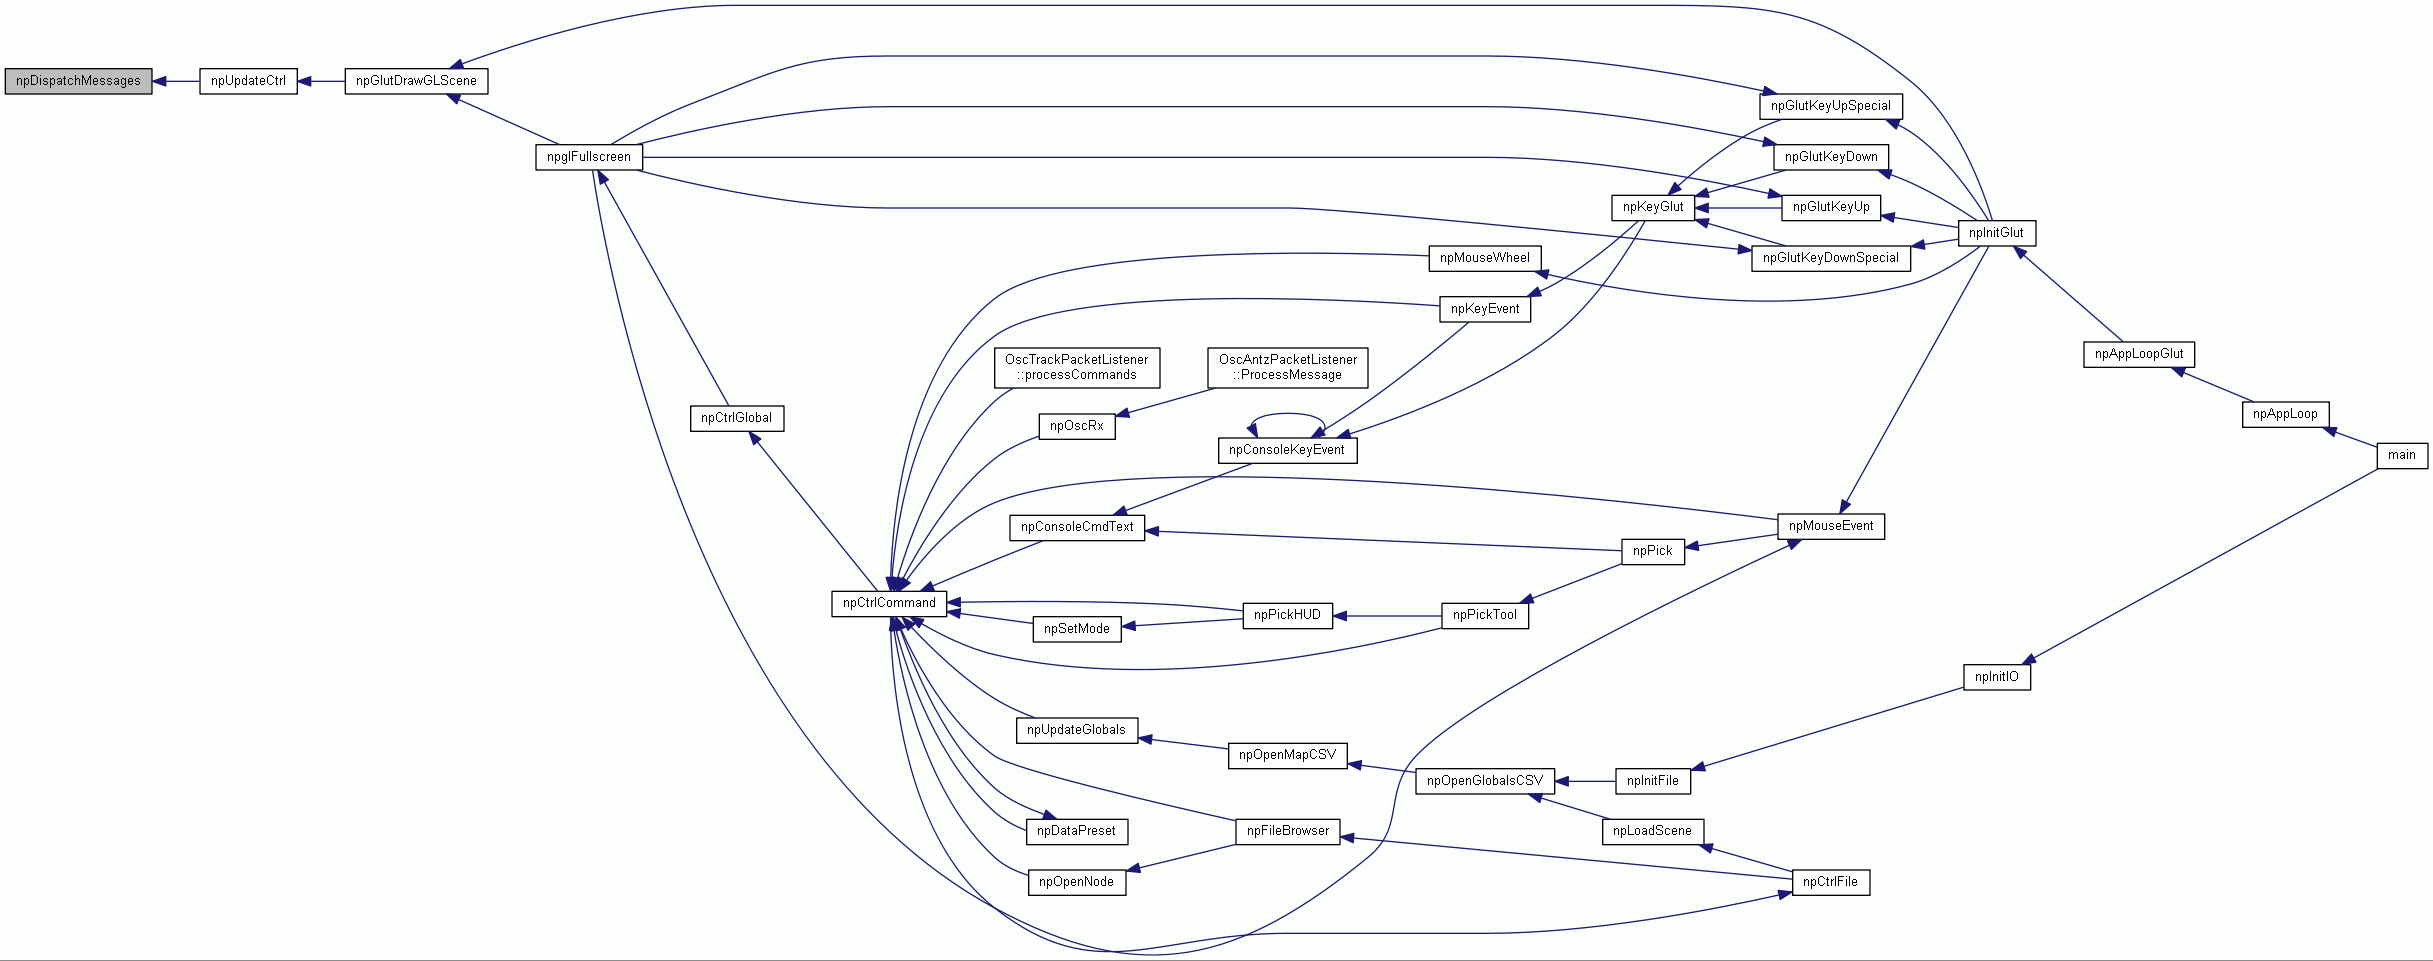 npDispatchMessages
npUpdateCtrl
npGlutDrawGLScene
npGlutKeyUpSpecial
npglFullscreen
npGlutKeyDown
npKeyGlut
npGlutKeyUp
npInitGlut
npMouseWheel
npGlutKeyDownSpecial
npKeyEvent
OscTrackPacketListener
::processCommands
OscAntzPacketListener
::ProcessMessage
npAppLoopGlut
npCtrlGlobal
npOscRx
npAppLoop
npConsoleKeyEvent
main
npConsoleCmdText
npMouseEvent
npPick
npCtrlCommand
npPickHUD
npPickTool
npSetMode
npInitIO
npUpdateGlobals
npOpenMapCSV
npOpenGlobalsCSV
npInitFile
npDataPreset
npFileBrowser
npLoadScene
npOpenNode
npCtrlFile